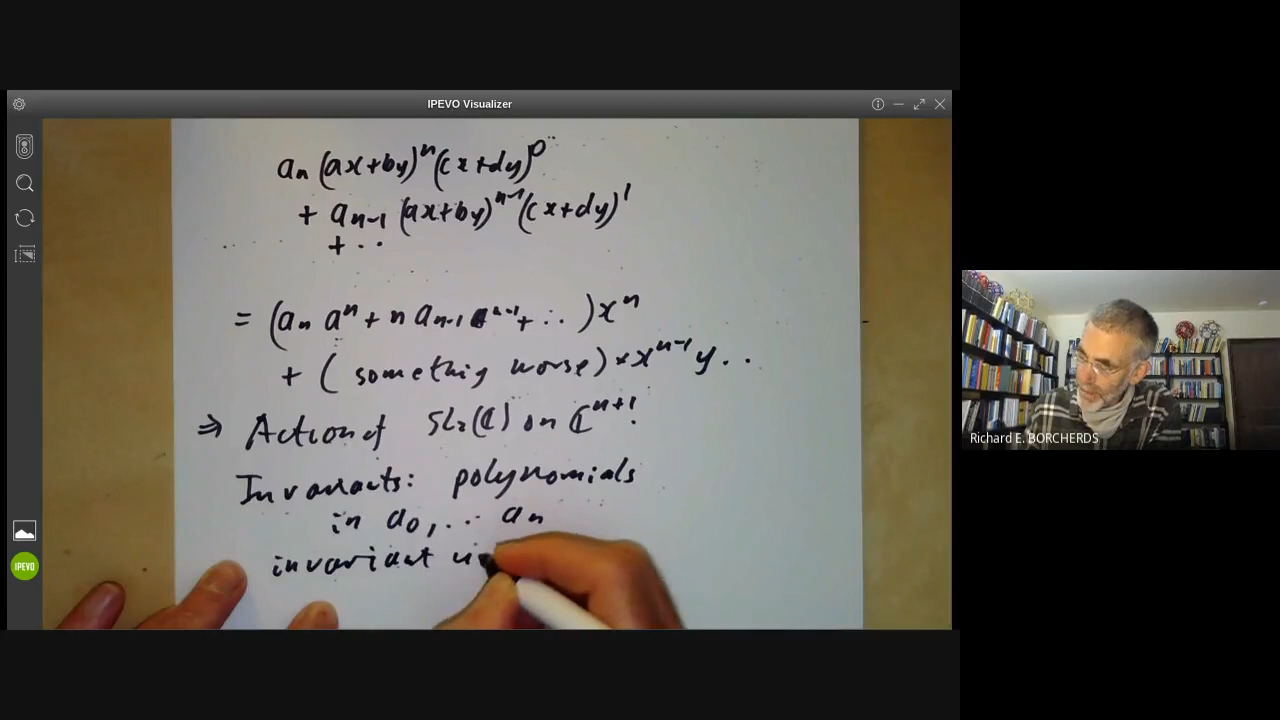 IPEVO Visualizer
aₙ (ax+by)ⁿ (cx+dy)⁰
+ aₙ₋₁ (ax+by)ⁿ⁻¹ (cx+dy)¹
+ ..
= (aₙ aⁿ + n aₙ₋₁ aⁿ⁻¹ + ..) xⁿ
+ (something worse) * xⁿ⁻¹ y ..
⇒ Action of SL₂(ℂ) on ℂⁿ⁺¹.
Invariants: polynomials
in a₀, .. aₙ
invariant
Richard E. BORCHERDS
IPEVO